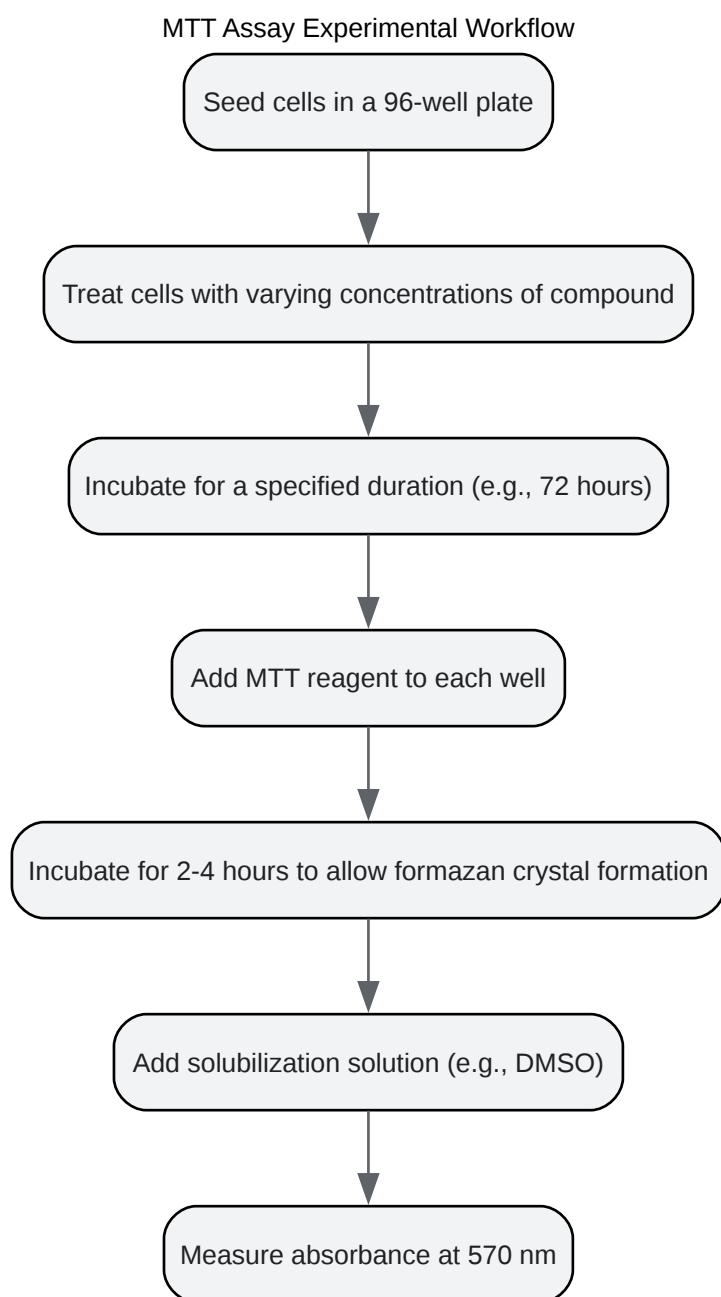 MTT Assay Experimental Workflow
Seed cells in a 96-well plate
Treat cells with varying concentrations of compound
Incubate for a specified duration (e.g., 72 hours)
Add MTT reagent to each well
Incubate for 2-4 hours to allow formazan crystal formation
Add solubilization solution (e.g., DMSO)
Measure absorbance at 570 nm